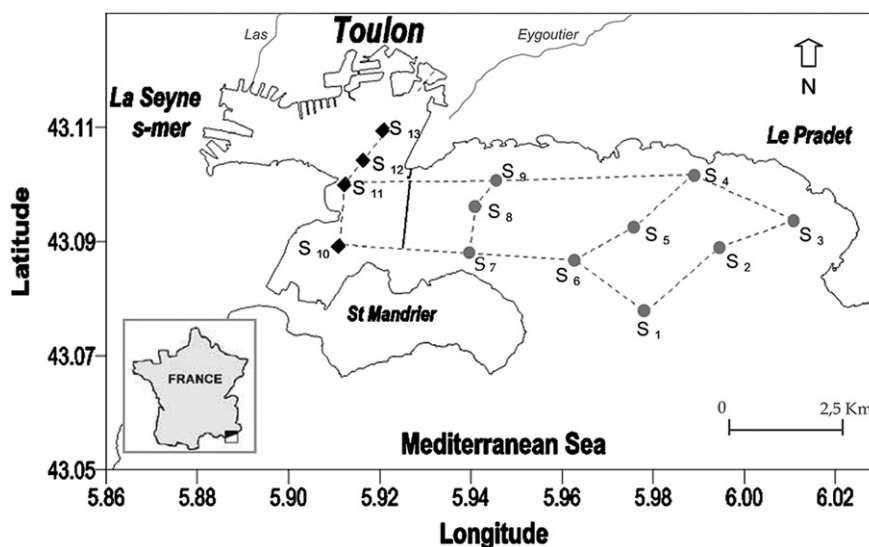 Las
Toulon
Eygoutier
N
La Seyne
s-mer
Le Pradet
Latitude
43.11
43.09
43.07
43.05
S 13
S 12
S 11
S 10
S 9
S 8
S 7
S 6
S 5
S 4
S 3
S 2
S 1
St Mandrier
FRANCE
0 2,5 Km
Mediterranean Sea
5.86 5.88 5.90 5.92 5.94 5.96 5.98 6.00 6.02
Longitude